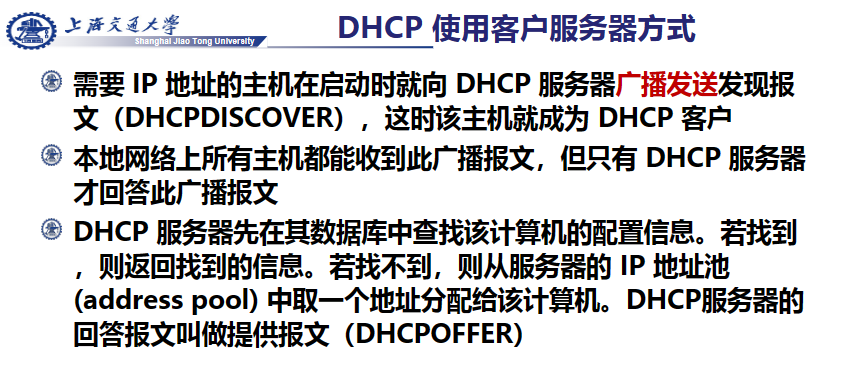 上海交通大学
Shanghai Jiao Tong University
DHCP 使用客户服务器方式
需要 IP 地址的主机在启动时就向 DHCP 服务器广播发送发现报
文（DHCPDISCOVER），这时该主机就成为 DHCP 客户
本地网络上所有主机都能收到此广播报文，但只有 DHCP 服务器
才回答此广播报文
DHCP 服务器先在其数据库中查找该计算机的配置信息。若找到
，则返回找到的信息。若找不到，则从服务器的 IP 地址池
(address pool) 中取一个地址分配给该计算机。DHCP服务器的
回答报文叫做提供报文（DHCPOFFER）